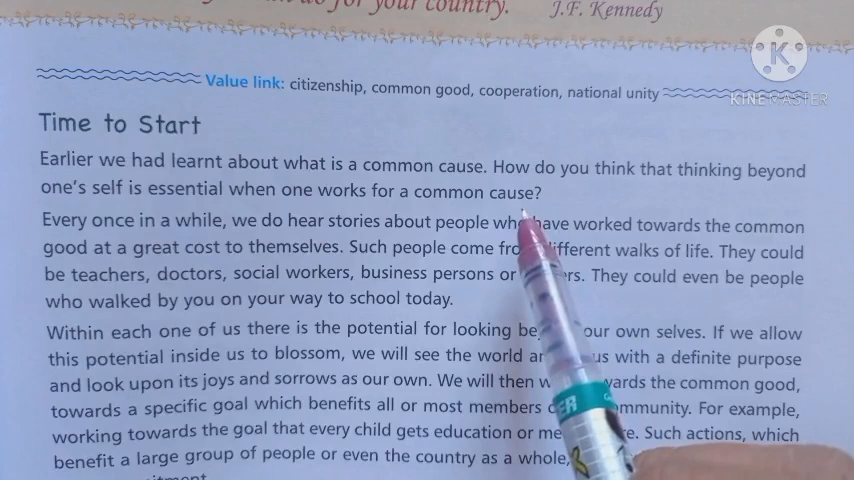 do for your country. J.F. Kennedy
K
KINEMASTER
Value link: citizenship, common good, cooperation, national unity
Time to Start
Earlier we had learnt about what is a common cause. How do you think that thinking beyond
one's self is essential when one works for a common cause?
Every once in a while, we do hear stories about people who have worked towards the common
good at a great cost to themselves. Such people come from different walks of life. They could
be teachers, doctors, social workers, business persons or
They could even be people
who walked by you on your way to school today.
Within each one of us there is the potential for looking our own selves. If we allow
this potential inside us to blossom, we will see the world us with a definite purpose
and look upon its joys and sorrows as our own. We will then the common good,
towards a specific goal which benefits all or most members community. For example,
working towards the goal that every child gets education or Such actions, which
benefit a large group of people or even the country as a whole,